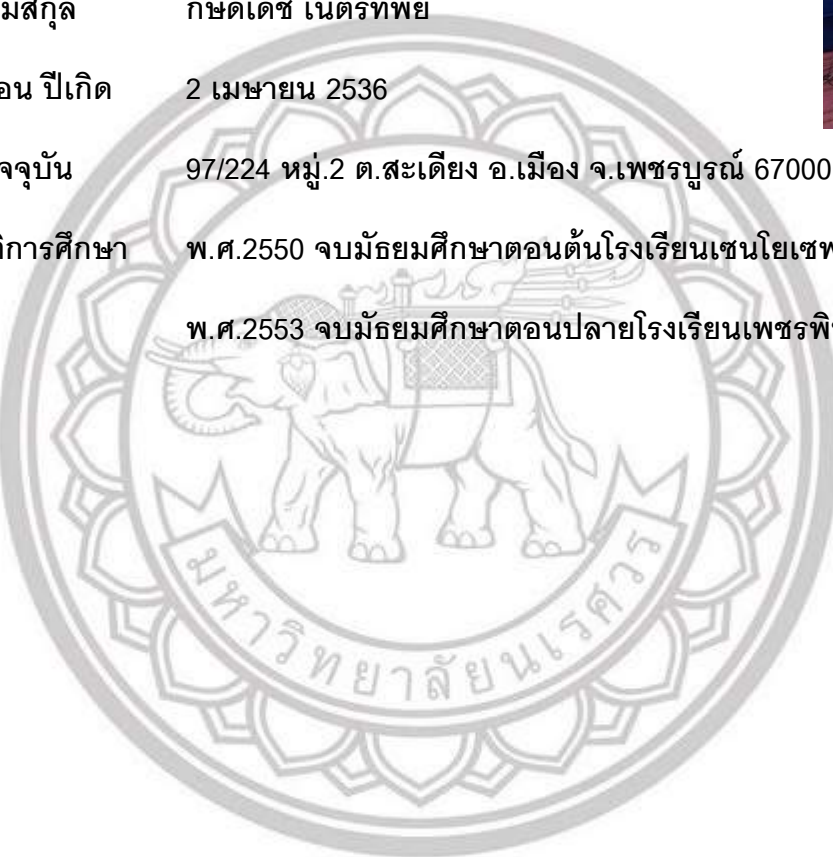 มสกุล กษิดิ์เดช เนตรทิพย์
อน ปีเกิด 2 เมษายน 2536
จจุบัน 97/224 หมู่.2 ต.สะเดียง อ.เมือง จ.เพชรบูรณ์ 67000
ิการศึกษา พ.ศ.2550 จบมัธยมศึกษาตอนต้นโรงเรียนเซนโยเซฟ
พ.ศ.2553 จบมัธยมศึกษาตอนปลายโรงเรียนเพชรพิ
มหาวิทยาลัยนเรศวร